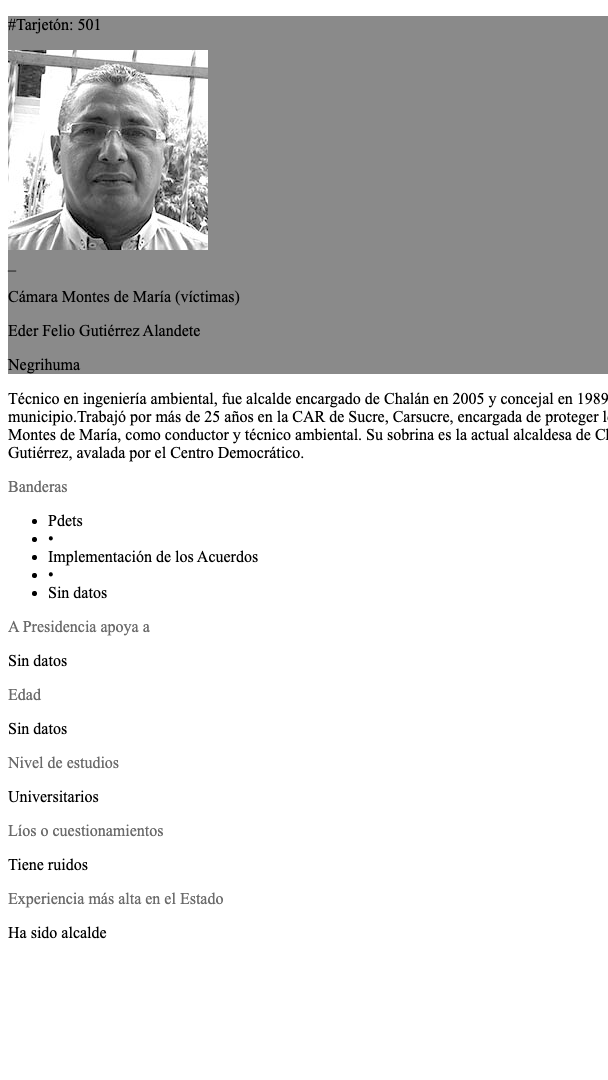 #Tarjetón: 501
_
Cámara Montes de María (víctimas)
Eder Felio Gutiérrez Alandete
Negrihuma
Técnico en ingeniería ambiental, fue alcalde encargado de Chalán en 2005 y concejal en 1989
municipio.Trabajó por más de 25 años en la CAR de Sucre, Carsucre, encargada de proteger
Montes de María, como conductor y técnico ambiental. Su sobrina es la actual alcaldesa de
Gutiérrez, avalada por el Centro Democrático.
Banderas
• Pdets
• •
• Implementación de los Acuerdos
• •
• Sin datos
A Presidencia apoya a
Sin datos
Edad
Sin datos
Nivel de estudios
Universitarios
Líos o cuestionamientos
Tiene ruidos
Experiencia más alta en el Estado
Ha sido alcalde